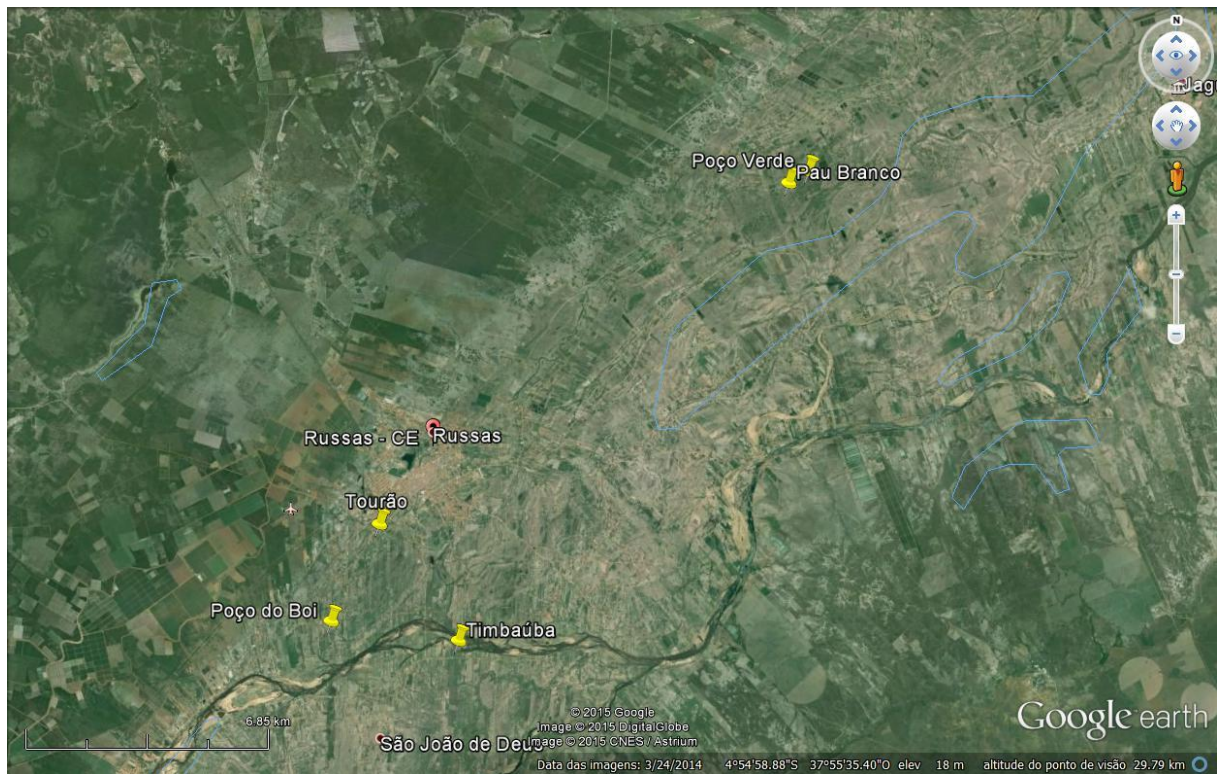 N
Jagu
Poço Verde
Pau Branco
Russas - CE
Russas
Tourão
Poço do Boi
Timbaúba
6.85 km
São João de Deus
© 2015 Google
Image © 2015 DigitalGlobe
Image © 2015 CNES / Astrium
Google earth
Data das imagens: 3/24/2014 4°54'58.88"S 37°55'35.40"O elev 18 m altitude do ponto de visão 29.79 km